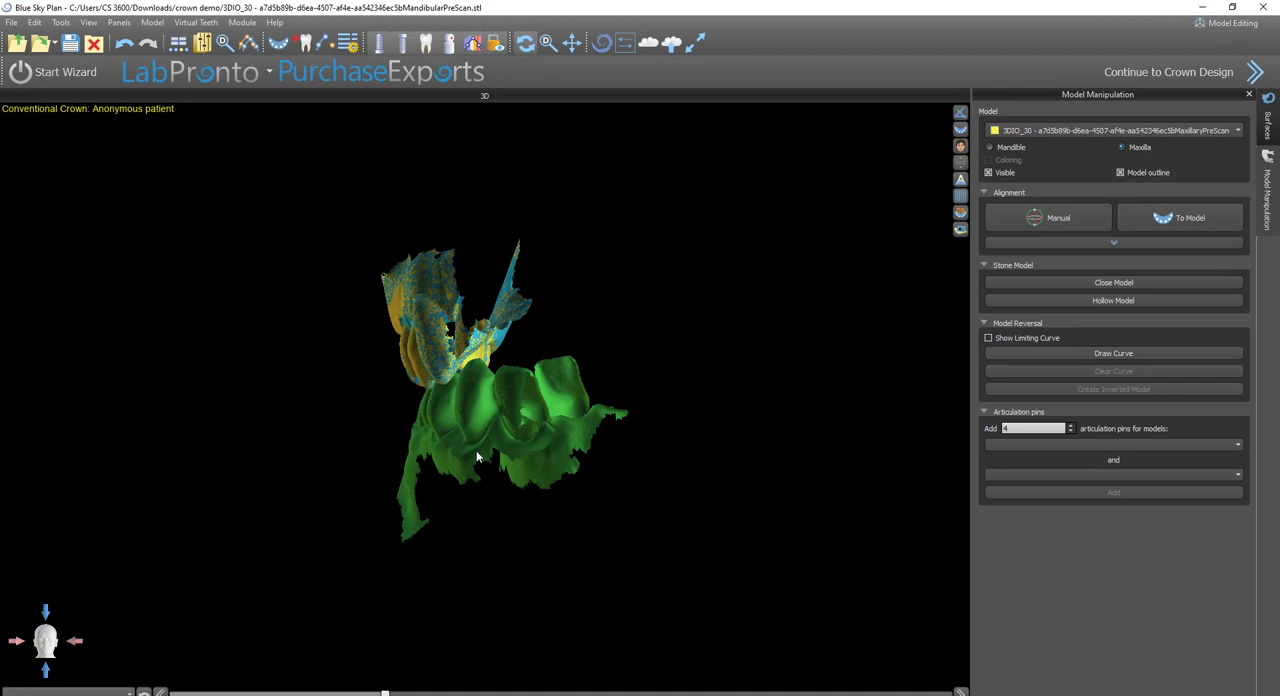 Blue Sky Plan - C:/Users/CS 3600/Downloads/crown demo/3DIO_30 - a7d5b89b-d6ea-4507-af4e-aa542346ec5bMandibularPreScan.stl
File Edit Tools View Panels Model Virtual Teeth Module Help
Model Editing
Start Wizard LabPronto PurchaseExports Continue to Crown Design
3D
Model Manipulation
Conventional Crown: Anonymous patient
Model
3DIO_30 - a7d5b89b-d6ea-4507-af4e-aa542346ec5bMaxillaryPreScan
Mandible Maxilla
Coloring
Visible Model outline
Alignment
Manual To Model
Stone Model
Close Model
Hollow Model
Model Reversal
Show Limiting Curve
Draw Curve
Clear Curve
Create Inverted Model
Articulation pins
Add 4 articulation pins for models:
and
Add
Surfaces
Model Manipulation
A